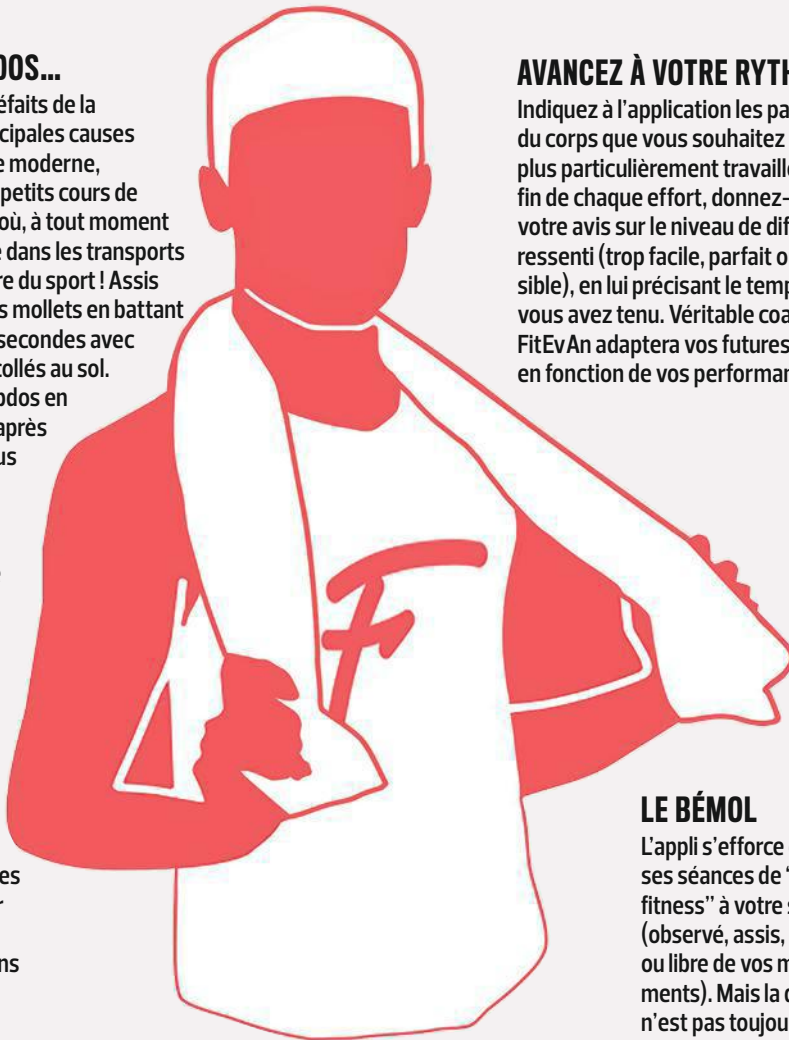 DOS...
éfaits de la
cipales causes
e moderne,
petits cours de
où, à tout moment
e dans les transports
re du sport ! Assis
s mollets en battant
secondes avec
collés au sol.
odos en
après
us
es
ns
AVANCEZ À VOTRE RYTH
Indiquez à l’application les pa
du corps que vous souhaitez
plus particulièrement travaille
fin de chaque effort, donnez-
votre avis sur le niveau de dif
ressenti (trop facile, parfait o
sible), en lui précisant le temp
vous avez tenu. Véritable coa
FitEvAn adaptera vos futures
en fonction de vos performan
F
LE BÉMOL
L’appli s’efforce
ses séances de “
fitness” à votre s
(observé, assis,
ou libre de vos m
ments). Mais la d
n’est pas toujou